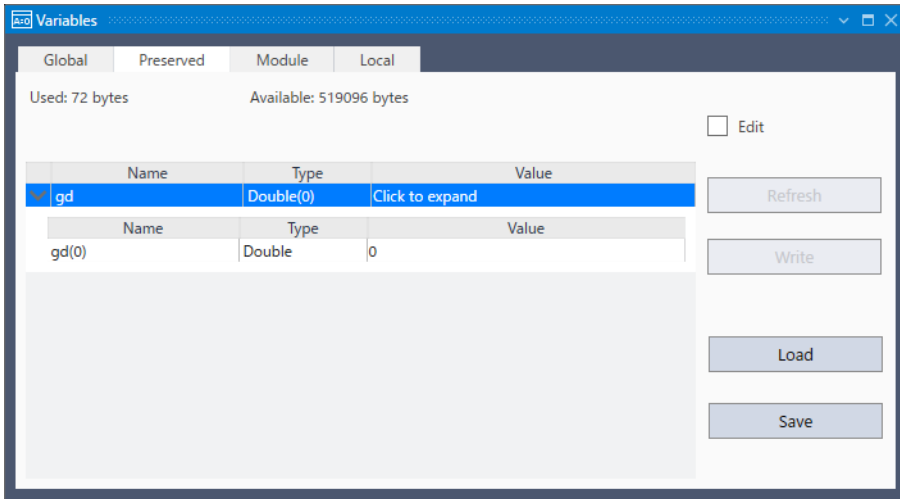 A=0 Variables
Global Preserved Module Local
Used: 72 bytes Available: 519096 bytes
Edit
Name Type Value
gd Double(0) Click to expand
Refresh
Name Type Value
gd(0) Double 0
Write
Load
Save